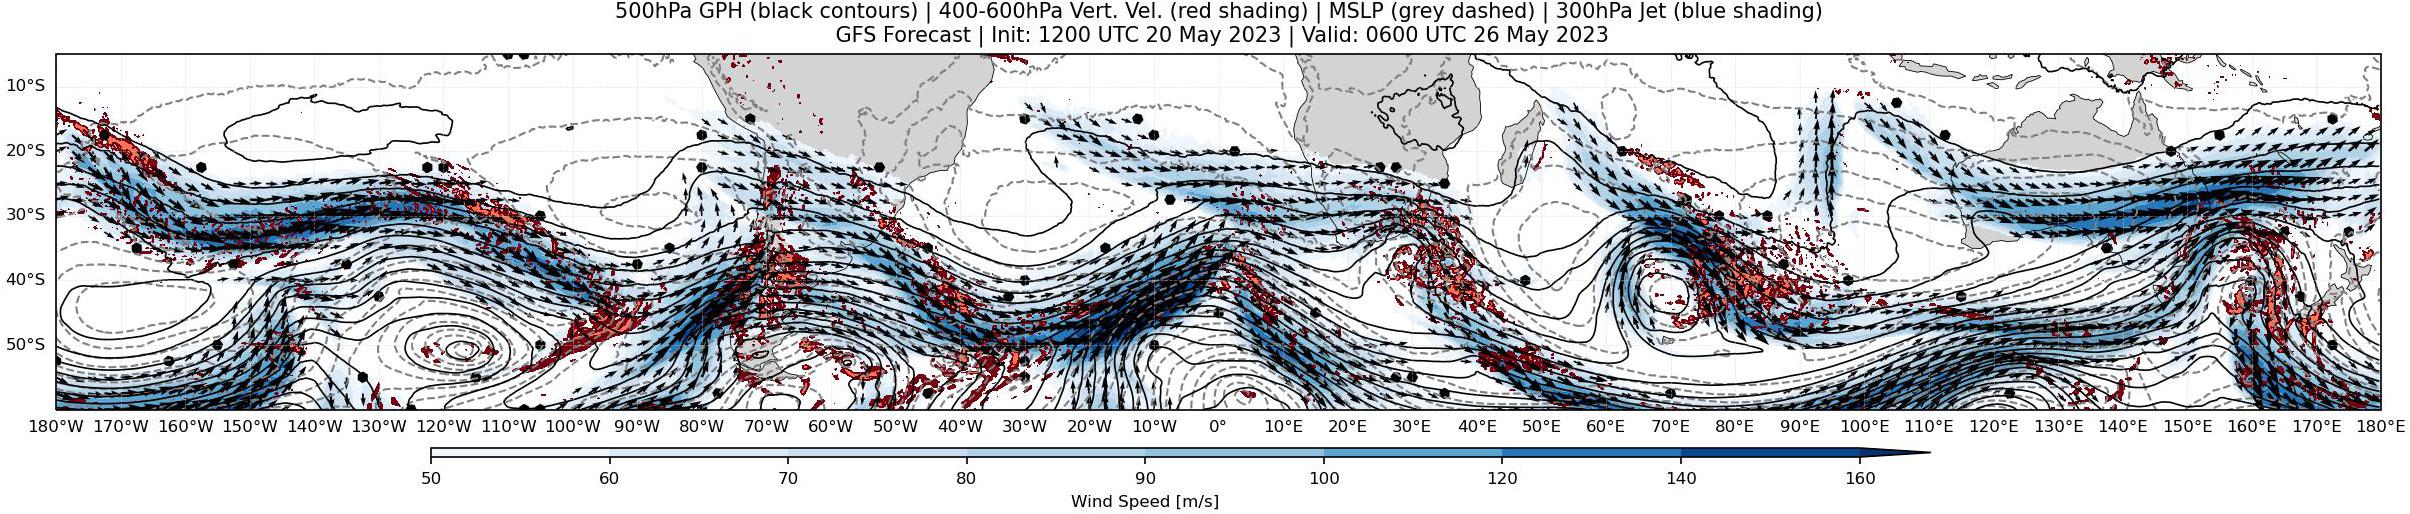 500hPa GPH (black contours) | 400-600hPa Vert. Vel. (red shading) | MSLP (grey dashed) | 300hPa Jet (blue shading)
GFS Forecast | Init: 1200 UTC 20 May 2023 | Valid: 0600 UTC 26 May 2023
10°S
20°S
30°S
40°S
50°S
180°W 170°W 160°W 150°W 140°W 130°W 120°W 110°W 100°W 90°W 80°W 70°W 60°W 50°W 40°W 30°W 20°W 10°W 0° 10°E 20°E 30°E 40°E 50°E 60°E 70°E 80°E 90°E 100°E 110°E 120°E 130°E 140°E 150°E 160°E 170°E 180°E
50 60 70 80 90 100 120 140 160
Wind Speed [m/s]